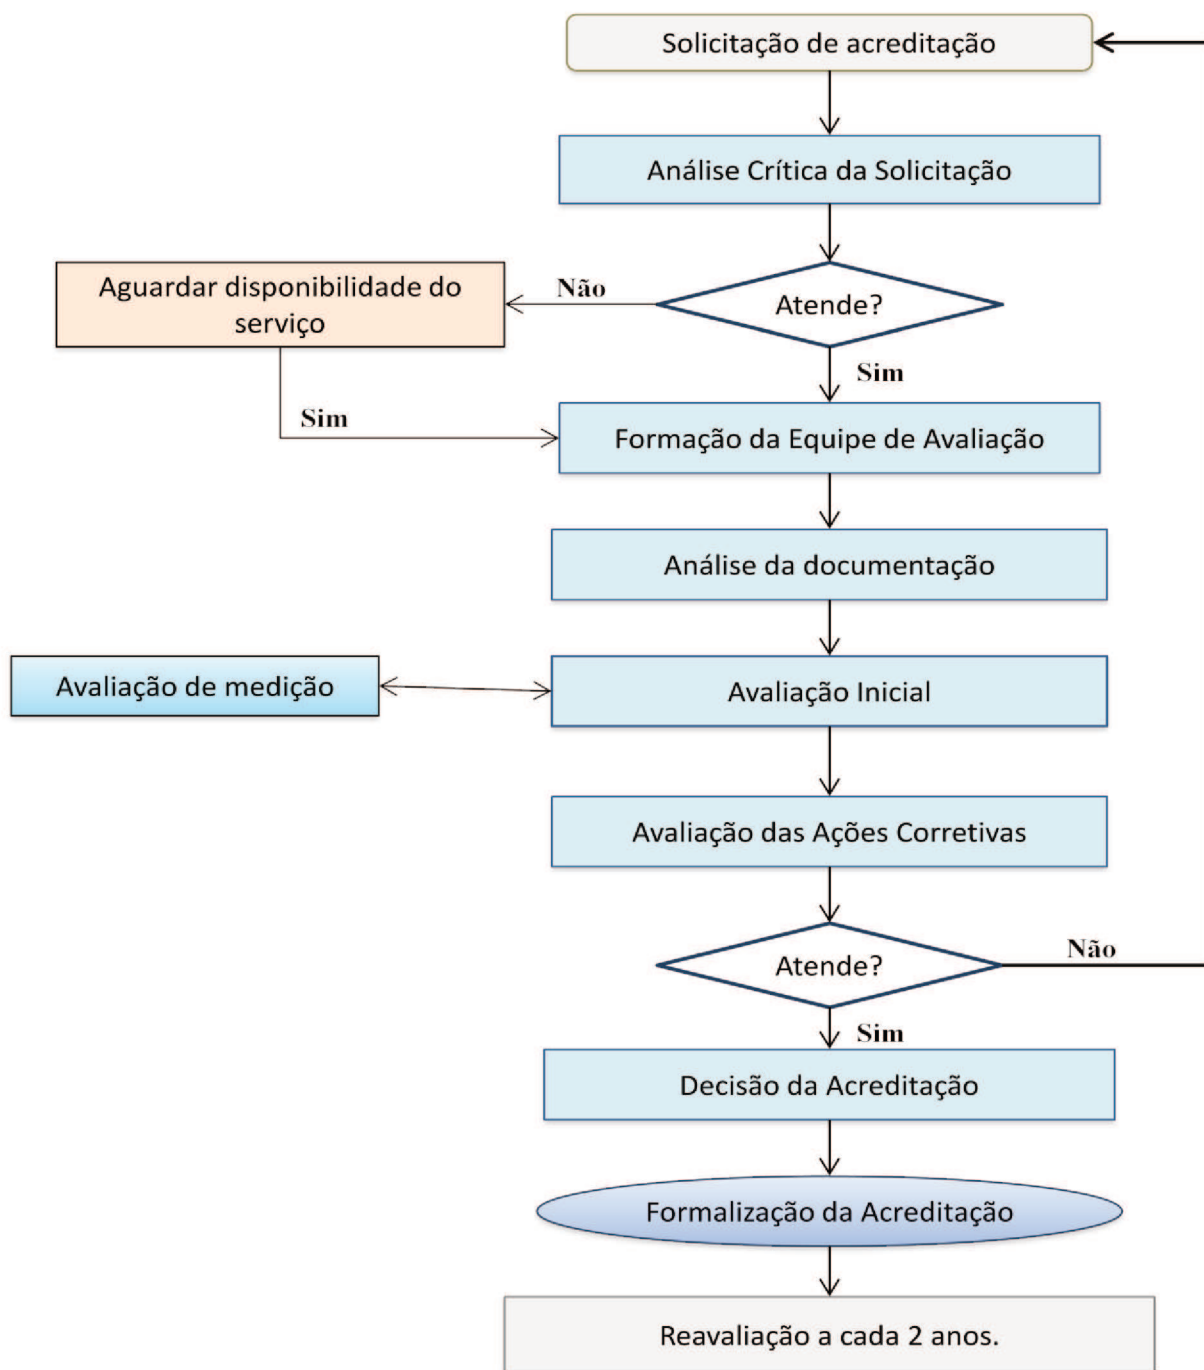 Solicitação de acreditação
Análise Crítica da Solicitação
Atende?
Não
Aguardar disponibilidade do
serviço
Sim
Sim
Formação da Equipe de Avaliação
Análise da documentação
Avaliação de medição
Avaliação Inicial
Avaliação das Ações Corretivas
Atende?
Não
Sim
Decisão da Acreditação
Formalização da Acreditação
Reavaliação a cada 2 anos.